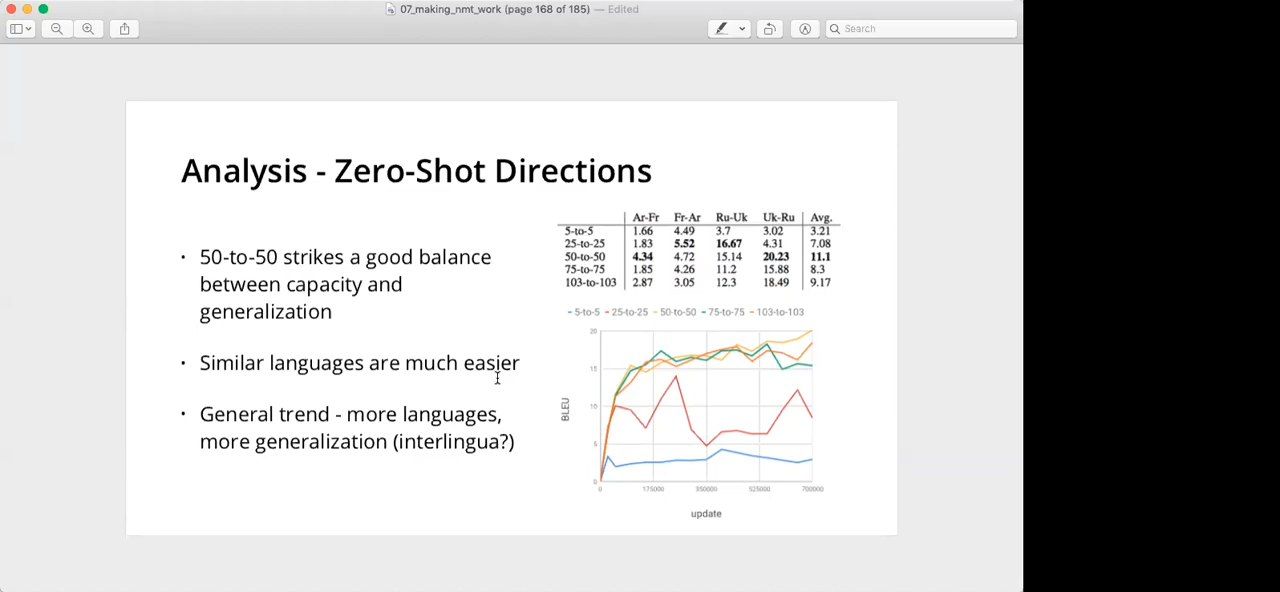 07_making_nmt_work (page 168 of 185) — Edited
Search
Analysis - Zero-Shot Directions
• 50-to-50 strikes a good balance
between capacity and
generalization
• Similar languages are much easier
• General trend - more languages,
more generalization (interlingua?)
Ar-Fr Fr-Ar Ru-Uk Uk-Ru Avg.
5-to-5 1.66 4.49 3.7 3.02 3.21
25-to-25 1.83 5.52 16.67 4.31 7.08
50-to-50 4.34 4.72 15.14 20.23 11.1
75-to-75 1.85 4.26 11.2 15.88 8.3
103-to-103 2.87 3.05 12.3 18.49 9.17
5-to-5 25-to-25 50-to-50 75-to-75 103-to-103
20
15
10
5
0
BLEU
0 175000 350000 525000 700000
update